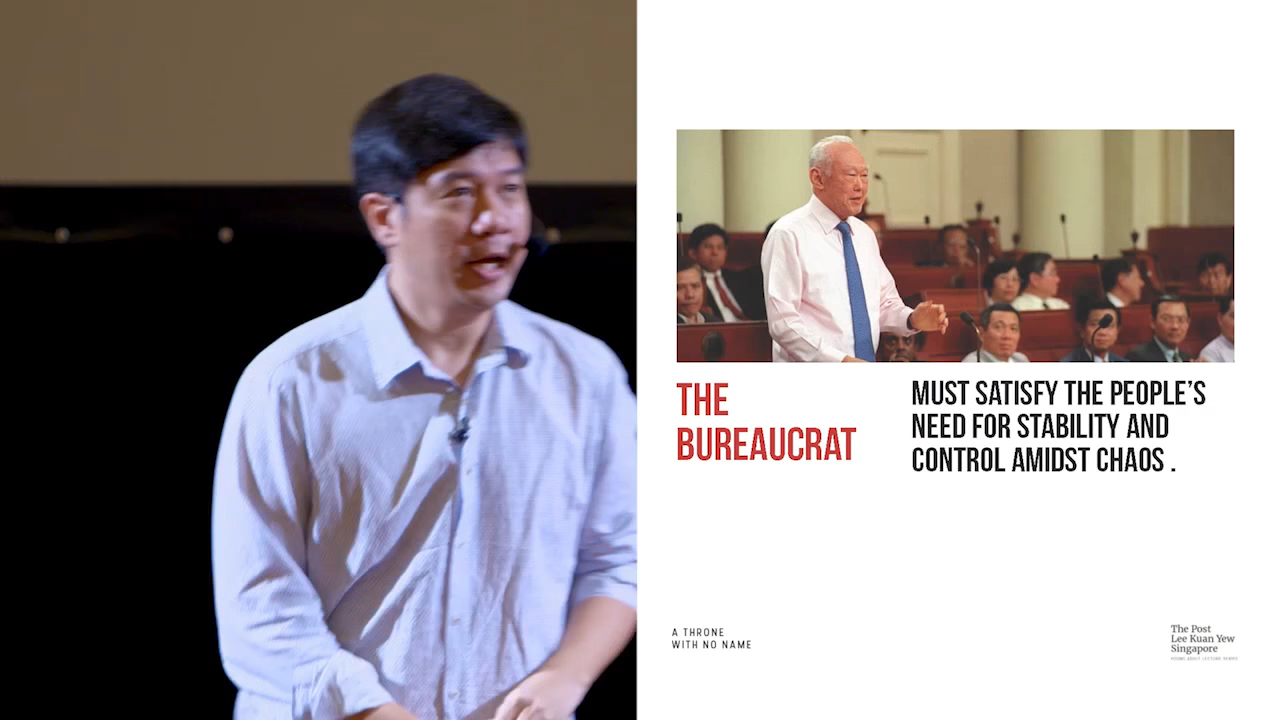 THE
BUREAUCRAT
MUST SATISFY THE PEOPLE'S
NEED FOR STABILITY AND
CONTROL AMIDST CHAOS .
A THRONE
WITH NO NAME
The Post
Lee Kuan Yew
Singapore